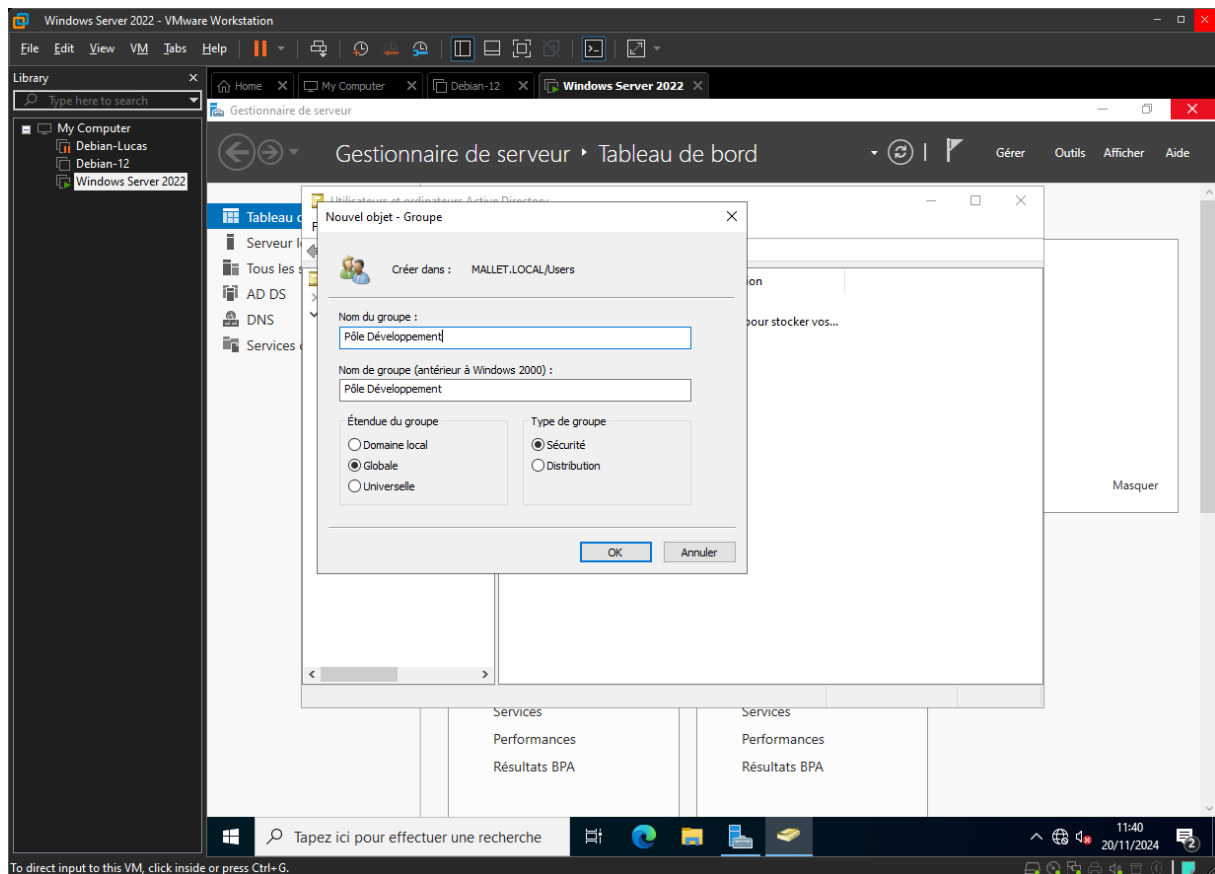 Windows Server 2022 - VMware Workstation
File Edit View VM Tabs Help
Library
Type here to search
My Computer
Debian-Lucas
Debian-12
Windows Server 2022
Home
My Computer
Debian-12
Windows Server 2022
Gestionnaire de serveur
Gestionnaire de serveur Tableau de bord
Gérer Outils Afficher Aide
Tableau
Serveur
Tous les
AD DS
DNS
Services
Utilisateurs et ordinateurs Active Directory
Nouvel objet - Groupe
Créer dans : MALLET.LOCAL/Users
Nom du groupe :
Pôle Développement
Nom de groupe (antérieur à Windows 2000) :
Pôle Développement
Étendue du groupe
Domaine local
Globale
Universelle
Type de groupe
Sécurité
Distribution
OK Annuler
ion
pour stocker vos...
Masquer
Services
Performances
Résultats BPA
Services
Performances
Résultats BPA
Tapez ici pour effectuer une recherche
11:40
20/11/2024
2
To direct input to this VM, click inside or press Ctrl+G.